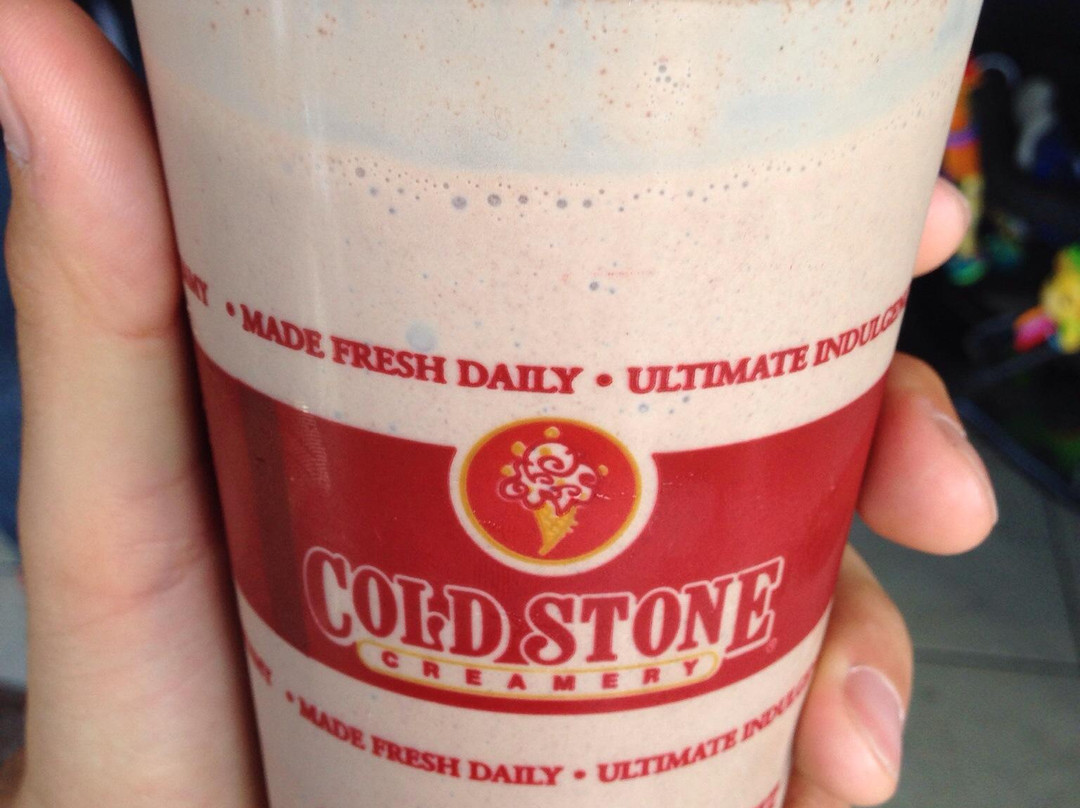 • MADE FRESH DAILY • ULTIMATE
COLD STONE
CREAMERY
• MADE FRESH DAILY • ULTIMATE